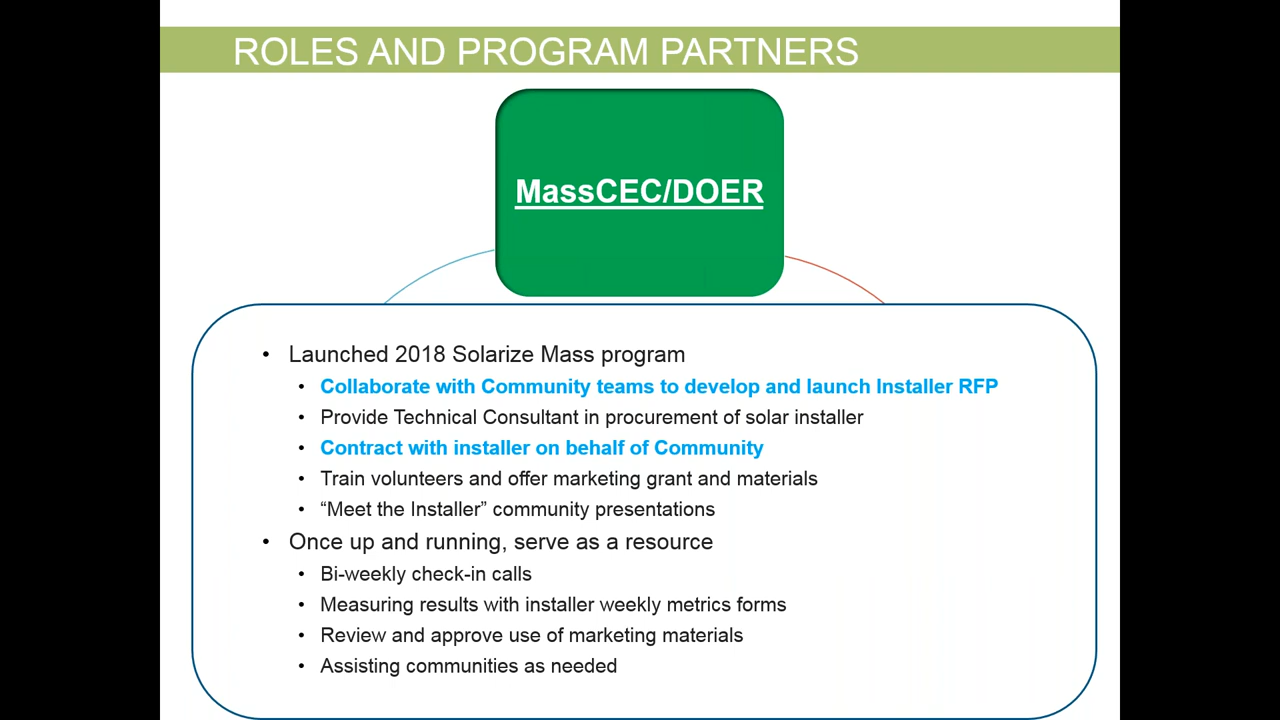 ROLES AND PROGRAM PARTNERS
MassCEC/DOER
• Launched 2018 Solarize Mass program
• Collaborate with Community teams to develop and launch Installer RFP
• Provide Technical Consultant in procurement of solar installer
• Contract with installer on behalf of Community
• Train volunteers and offer marketing grant and materials
• “Meet the Installer” community presentations
• Once up and running, serve as a resource
• Bi-weekly check-in calls
• Measuring results with installer weekly metrics forms
• Review and approve use of marketing materials
• Assisting communities as needed